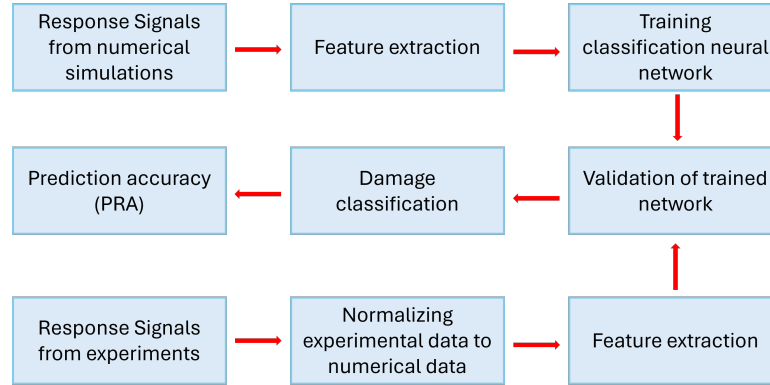 Response Signals
from numerical
simulations
Feature extraction
Training
classification neural
network
Prediction accuracy
(PRA)
Damage
classification
Validation of trained
network
Response Signals
from experiments
Normalizing
experimental data to
numerical data
Feature extraction